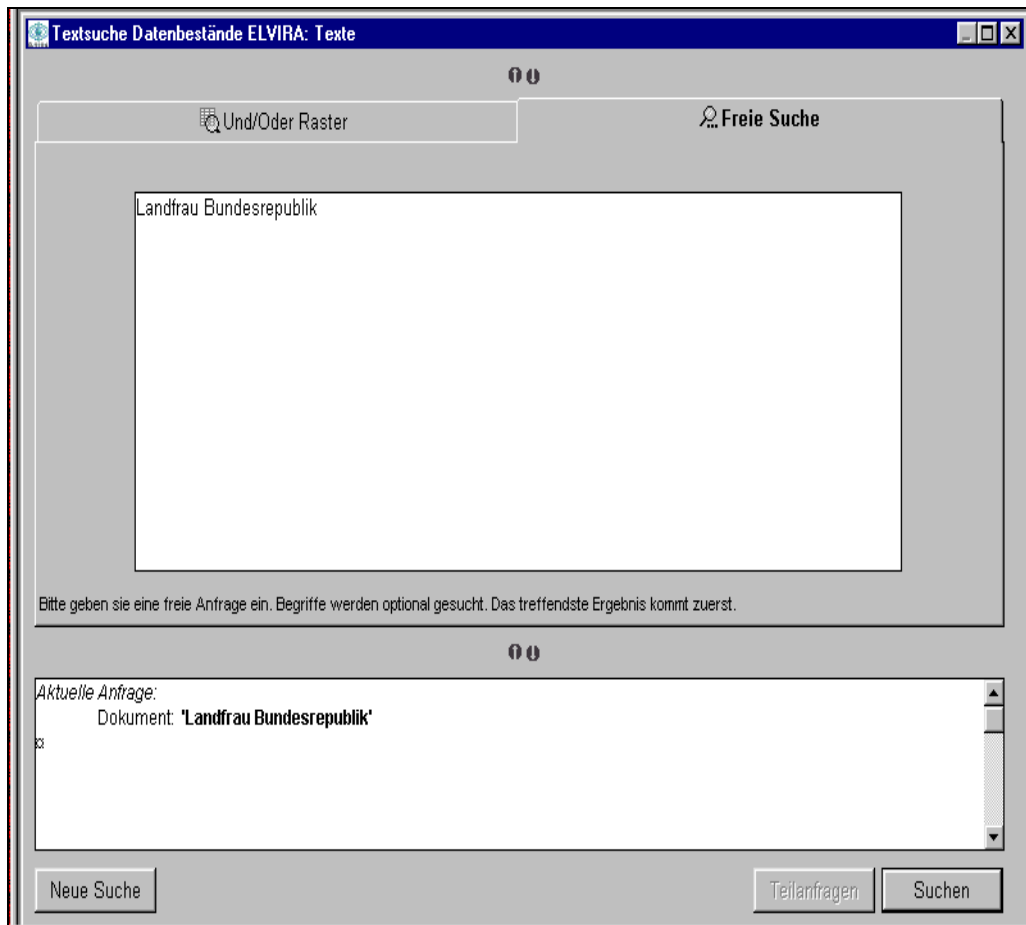 Textsuche Datenbestände ELVIRA: Texte
Und/Oder Raster
Freie Suche
Landfrau Bundesrepublik
Bitte geben sie eine freie Anfrage ein. Begriffe werden optional gesucht. Das treffendste Ergebnis kommt zuerst.
Aktuelle Anfrage:
Dokument: 'Landfrau Bundesrepublik'
¤
Neue Suche
Teilanfragen
Suchen